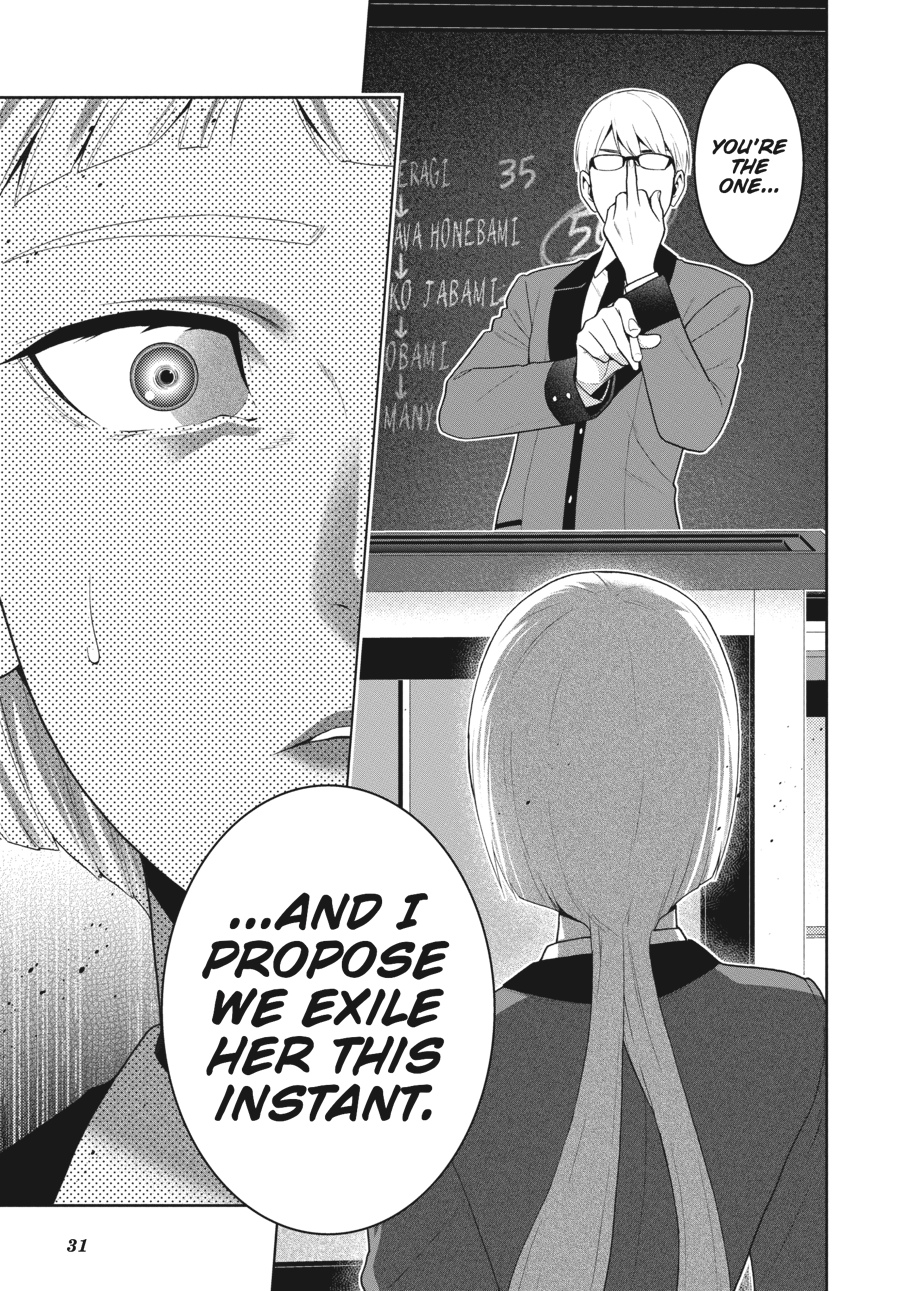 YOU'RE
THE
ONE...
ERAGI 35
↓
AVA HONEBAMI
↓
KO JABAMI
↓
OBAMI
↓
MANY
...AND I
PROPOSE
WE EXILE
HER THIS
INSTANT.
31